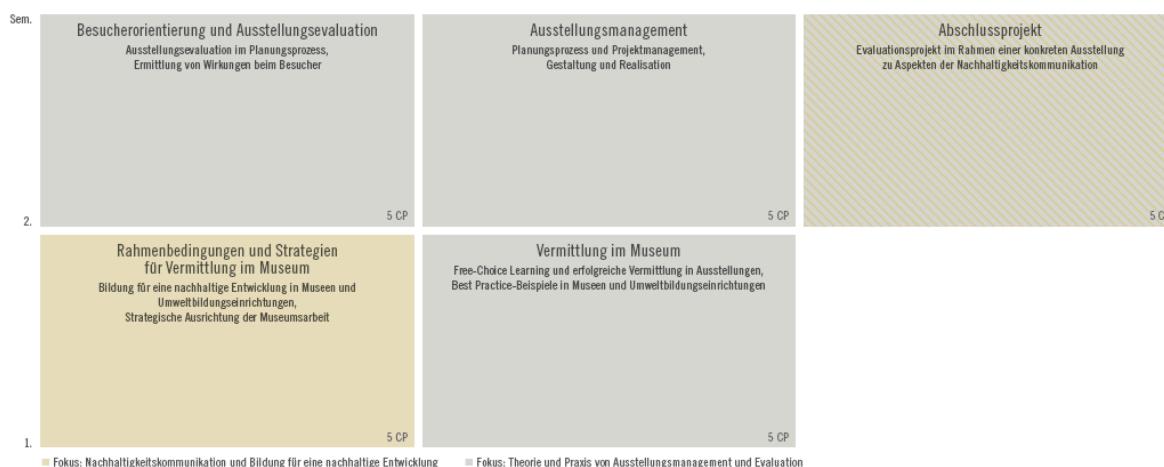 Sem.
Besucherorientierung und Ausstellungsevaluation
Ausstellungsevaluation im Planungsprozess,
Ermittlung von Wirkungen beim Besucher
5 CP
Ausstellungsmanagement
Planungsprozess und Projektmanagement,
Gestaltung und Realisation
5 CP
Abschlussprojekt
Evaluationsprojekt im Rahmen einer konkreten Ausstellung
zu Aspekten der Nachhaltigkeitskommunikation
5 C
2.
Rahmenbedingungen und Strategien
für Vermittlung im Museum
Bildung für eine nachhaltige Entwicklung in Museen und
Umweltbildungseinrichtungen,
Strategische Ausrichtung der Museumsarbeit
5 CP
Vermittlung im Museum
Free-Choice Learning und erfolgreiche Vermittlung in Ausstellungen,
Best Practice-Beispiele in Museen und Umweltbildungseinrichtungen
5 CP
1.
Fokus: Nachhaltigkeitskommunikation und Bildung für eine nachhaltige Entwicklung
Fokus: Theorie und Praxis von Ausstellungsmanagement und Evaluation